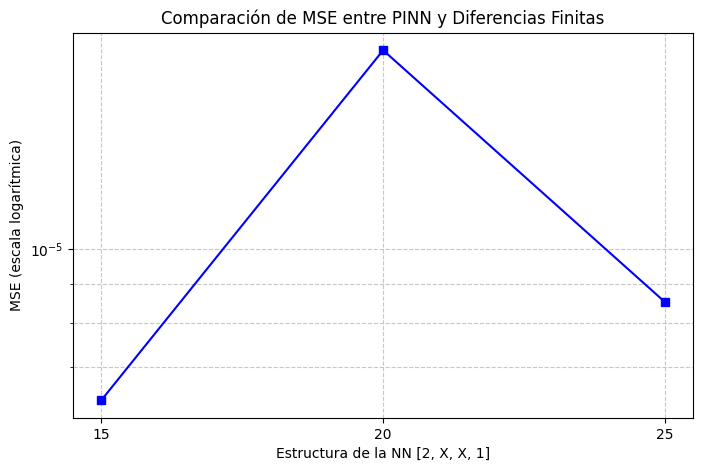 Comparación de MSE entre PINN y Diferencias Finitas
MSE (escala logarítmica)
10⁻⁵
15 20 25
Estructura de la NN [2, X, X, 1]